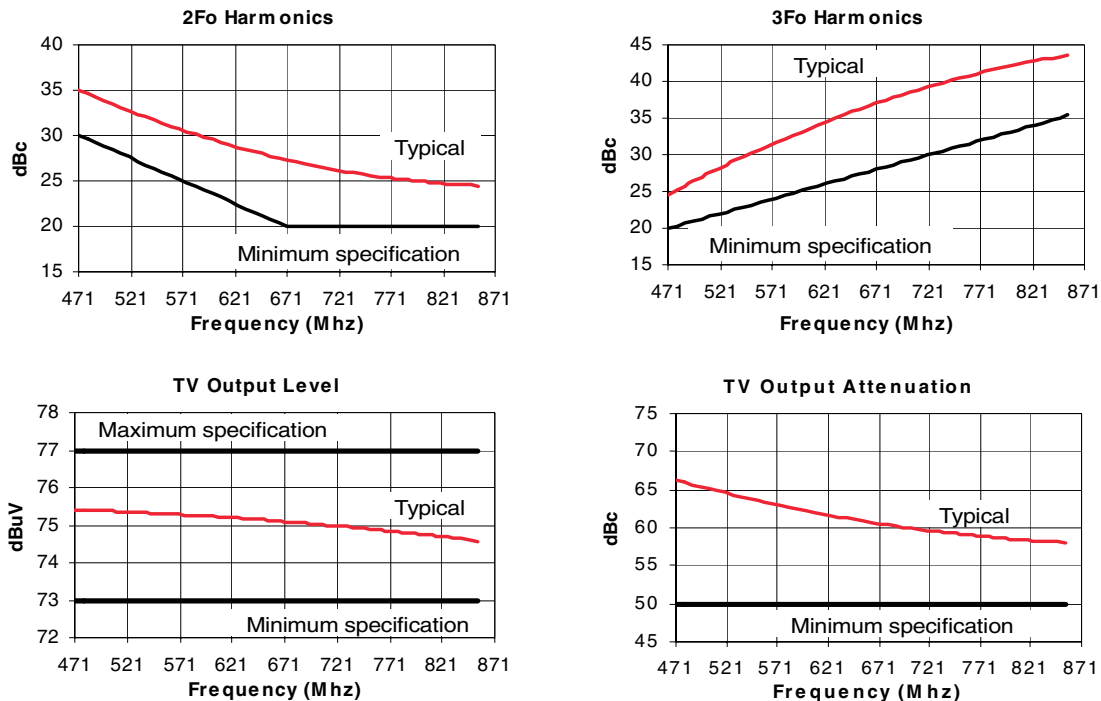 2Fo Harmonics
40
35
30
25
20
15
dBc
Typical
Minimum specification
471 521 571 621 671 721 771 821 871
Frequency (Mhz)
3Fo Harmonics
45
40
35
30
25
20
15
dBc
Typical
Minimum specification
471 521 571 621 671 721 771 821 871
Frequency (Mhz)
TV Output Level
78
77
76
75
74
73
72
dBuV
Maximum specification
Typical
Minimum specification
471 521 571 621 671 721 771 821 871
Frequency (Mhz)
TV Output Attenuation
75
70
65
60
55
50
45
dBc
Typical
Minimum specification
471 521 571 621 671 721 771 821 871
Frequency (Mhz)